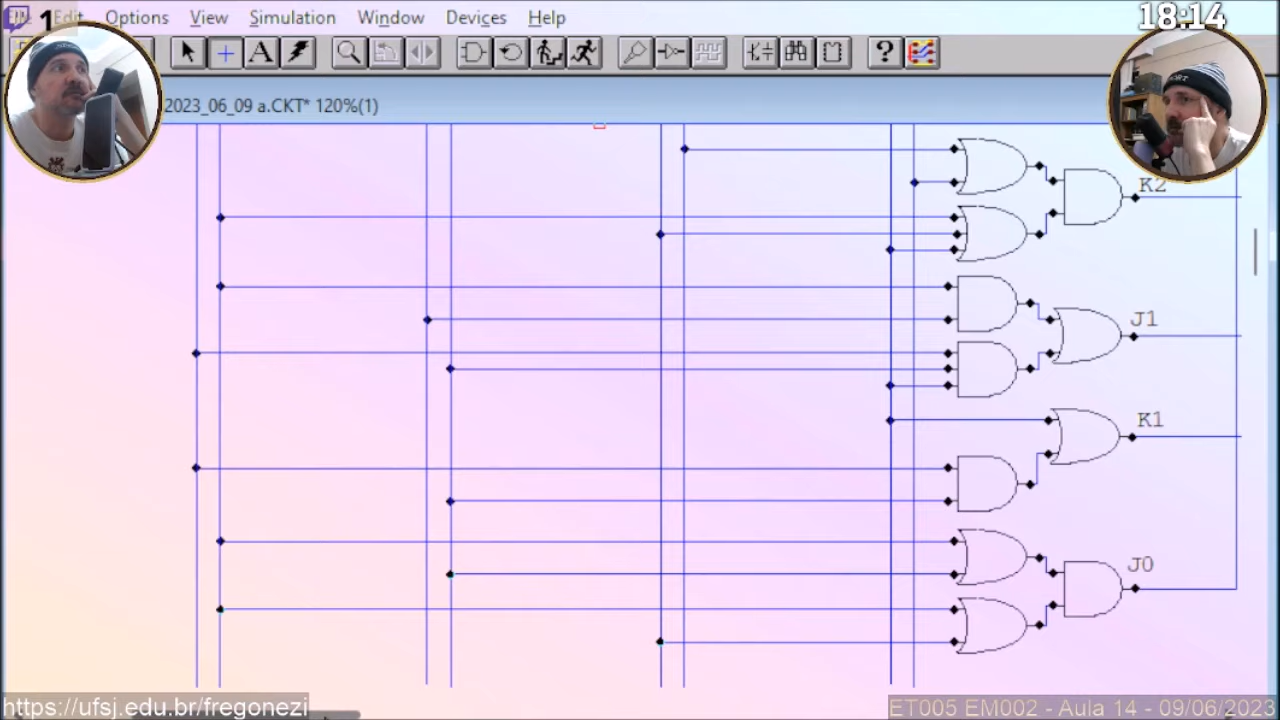 1 Edit Options View Simulation Window Devices Help
18:14
A ?
2023_06_09 a.CKT* 120%(1)
K2
J1
K1
J0
https://ufsj.edu.br/fregonezi
ET005 EM002 - Aula 14 - 09/06/2023